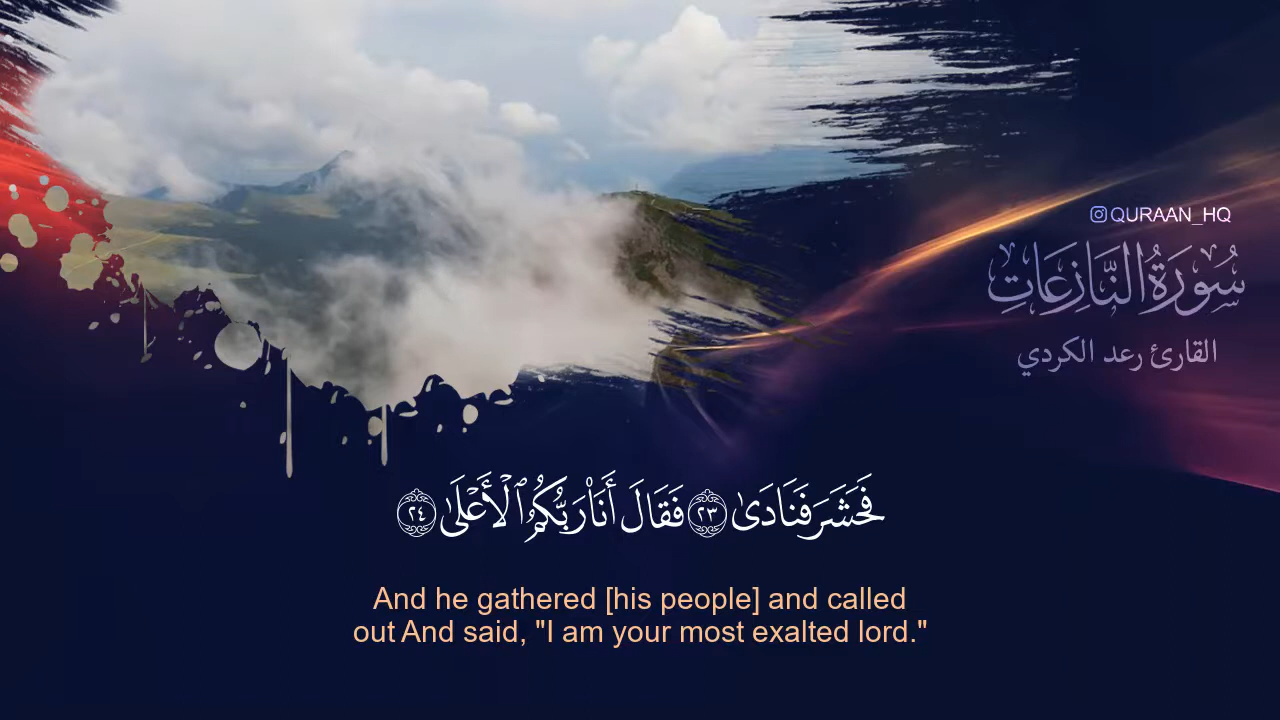 QURAAN_HQ
سُورَةُ النَّازِعَاتِ
القارئ رعد الكردي
فَحَشَرَ فَنَادَىٰ ٢٣ فَقَالَ أَنَا۠ رَبُّكُمُ ٱلْأَعْلَىٰ ٢٤
And he gathered [his people] and called
out And said, "I am your most exalted lord."